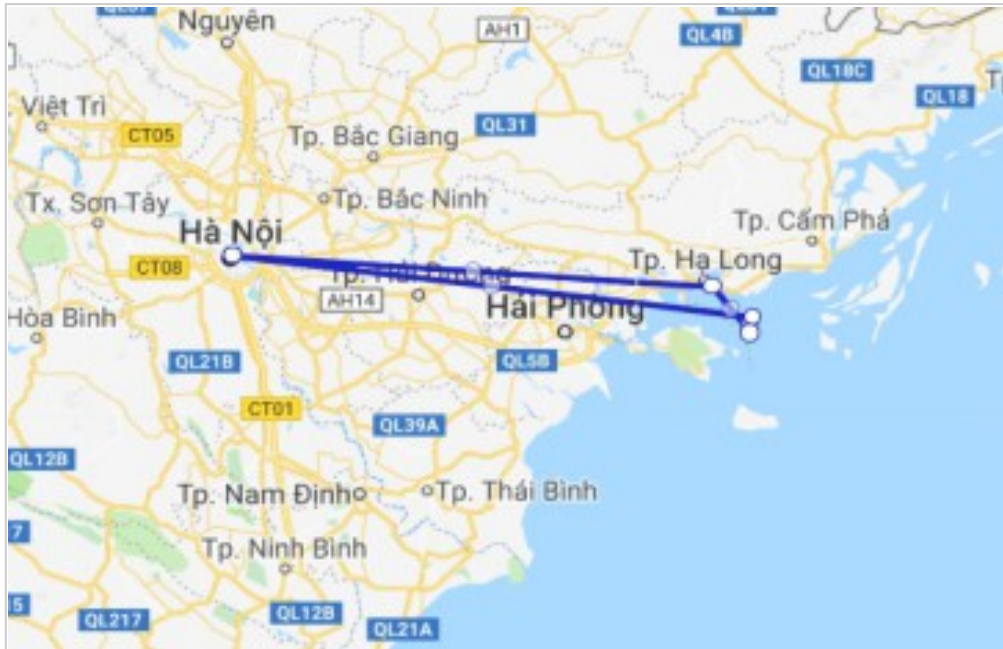 Nguyên
AH1
QL4B
QL18C
QL18
Việt Trì
CT05
QL31
Tp. Bắc Giang
Tx. Sơn Tây
Tp. Bắc Ninh
Hà Nội
Tp. Cẩm Phả
CT08
Tp. Hạ Long
AH14
Hải Phòng
Hòa Bình
QL21B
QL5B
CT01
QL39A
QL12B
Tp. Nam Định
Tp. Thái Bình
Tp. Ninh Bình
QL217
QL12B
QL21A